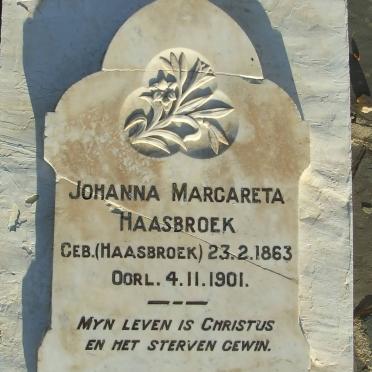 JOHANNA MARGARETA
HAASBROEK
GEB.(HAASBROEK) 23.2.1863
OORL. 4.11.1901.
MYN LEVEN IS CHRISTUS
EN HET STERVEN GEWIN.